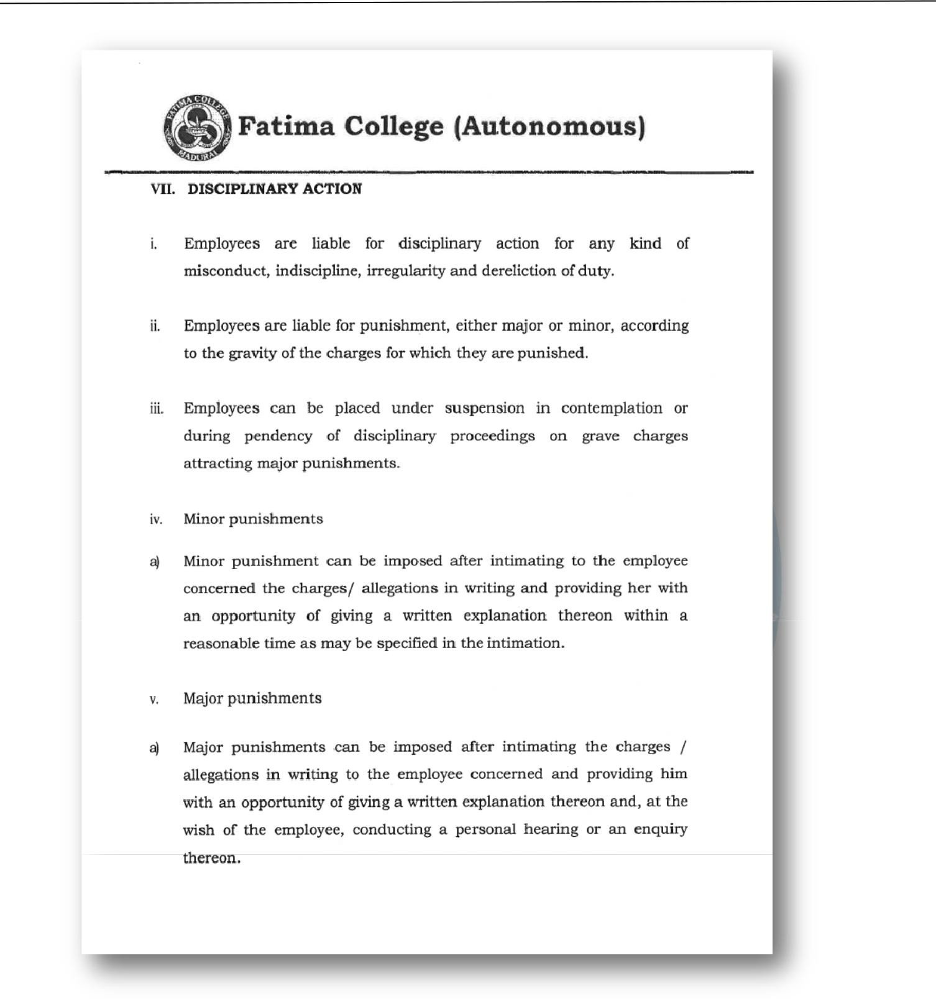 FATIMA COLLEGE
MADURAI
Fatima College (Autonomous)
VII. DISCIPLINARY ACTION
i. Employees are liable for disciplinary action for any kind of
misconduct, indiscipline, irregularity and dereliction of duty.
ii. Employees are liable for punishment, either major or minor, according
to the gravity of the charges for which they are punished.
iii. Employees can be placed under suspension in contemplation or
during pendency of disciplinary proceedings on grave charges
attracting major punishments.
iv. Minor punishments
a) Minor punishment can be imposed after intimating to the employee
concerned the charges/ allegations in writing and providing her with
an opportunity of giving a written explanation thereon within a
reasonable time as may be specified in the intimation.
v. Major punishments
a) Major punishments can be imposed after intimating the charges /
allegations in writing to the employee concerned and providing him
with an opportunity of giving a written explanation thereon and, at the
wish of the employee, conducting a personal hearing or an enquiry
thereon.